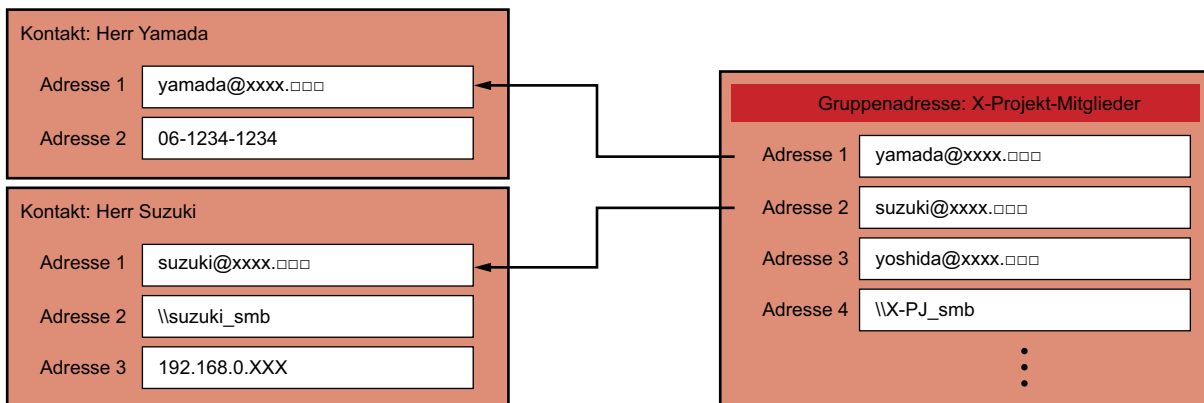 Kontakt: Herr Yamada
Adresse 1 yamada@xxxx.□□□
Adresse 2 06-1234-1234
Kontakt: Herr Suzuki
Adresse 1 suzuki@xxxx.□□□
Adresse 2 \\suzuki_smb
Adresse 3 192.168.0.XXX
Gruppenadresse: X-Projekt-Mitglieder
Adresse 1 yamada@xxxx.□□□
Adresse 2 suzuki@xxxx.□□□
Adresse 3 yoshida@xxxx.□□□
Adresse 4 \\X-PJ_smb